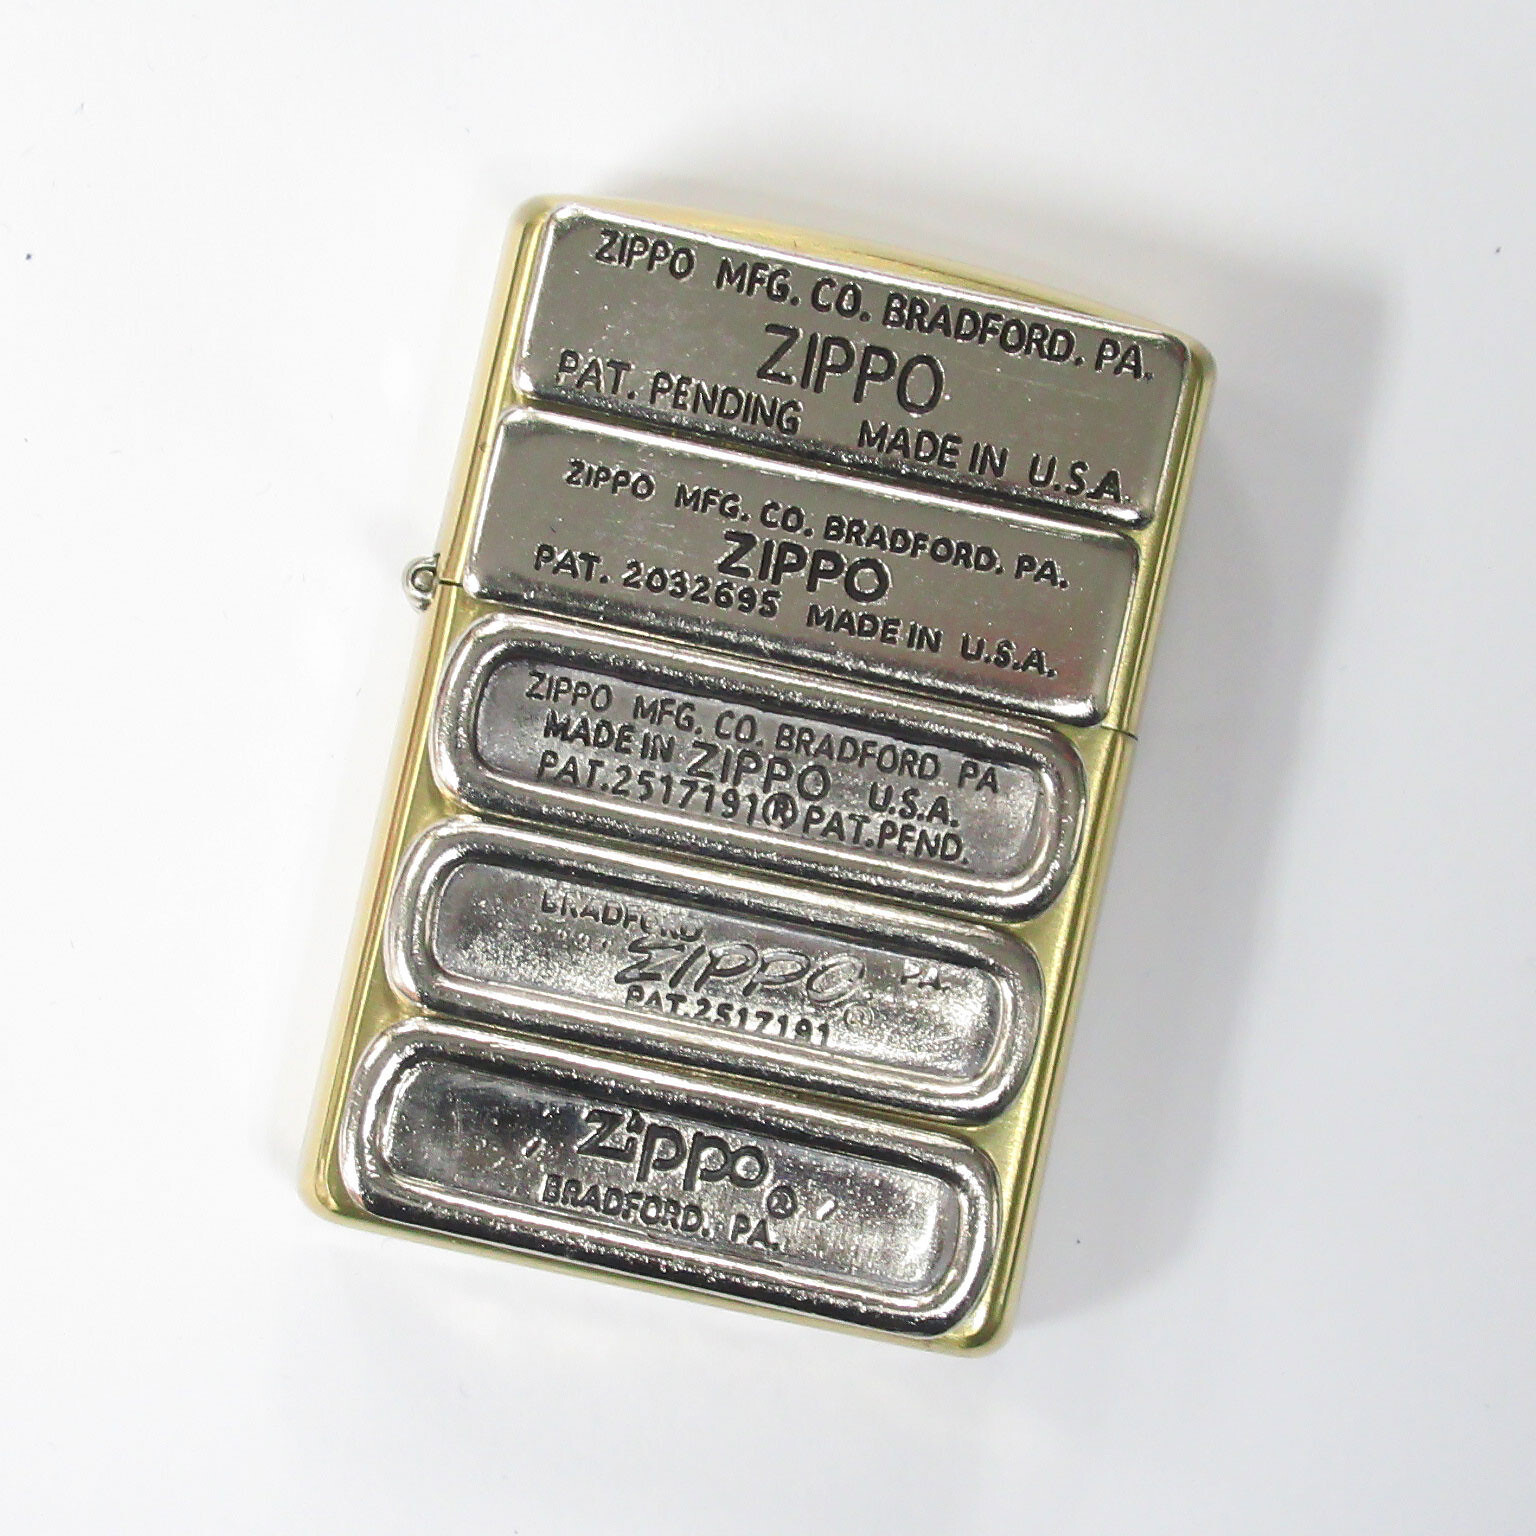 ZIPPO MFG. CO. BRADFORD. PA.
ZIPPO
PAT. PENDING MADE IN U.S.A.
ZIPPO MFG. CO. BRADFORD. PA.
ZIPPO
PAT. 2032695 MADE IN U.S.A.
ZIPPO MFG. CO. BRADFORD PA
MADE IN ZIPPO U.S.A.
PAT.2517191®PAT.PEND.
BRADFORD PA.
ZIPPO®
PAT.2517191
Zippo®
BRADFORD. PA.